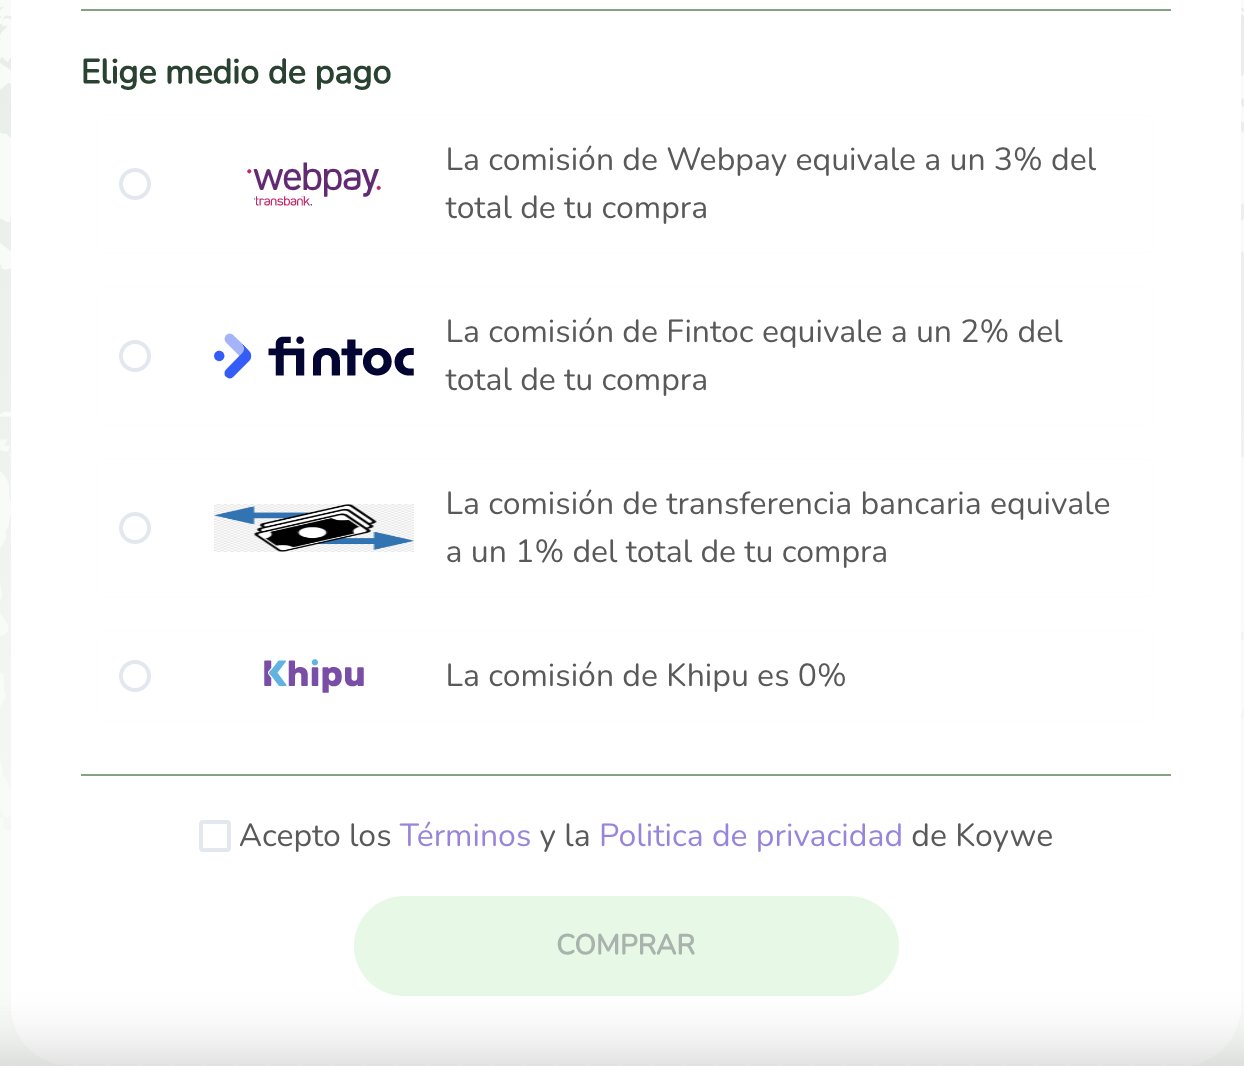 Elige medio de pago
webpay.
transbank.
La comisión de Webpay equivale a un 3% del
total de tu compra
fintoc
La comisión de Fintoc equivale a un 2% del
total de tu compra
La comisión de transferencia bancaria equivale
a un 1% del total de tu compra
Khipu
La comisión de Khipu es 0%
Acepto los Términos y la Politica de privacidad de Koywe
COMPRAR